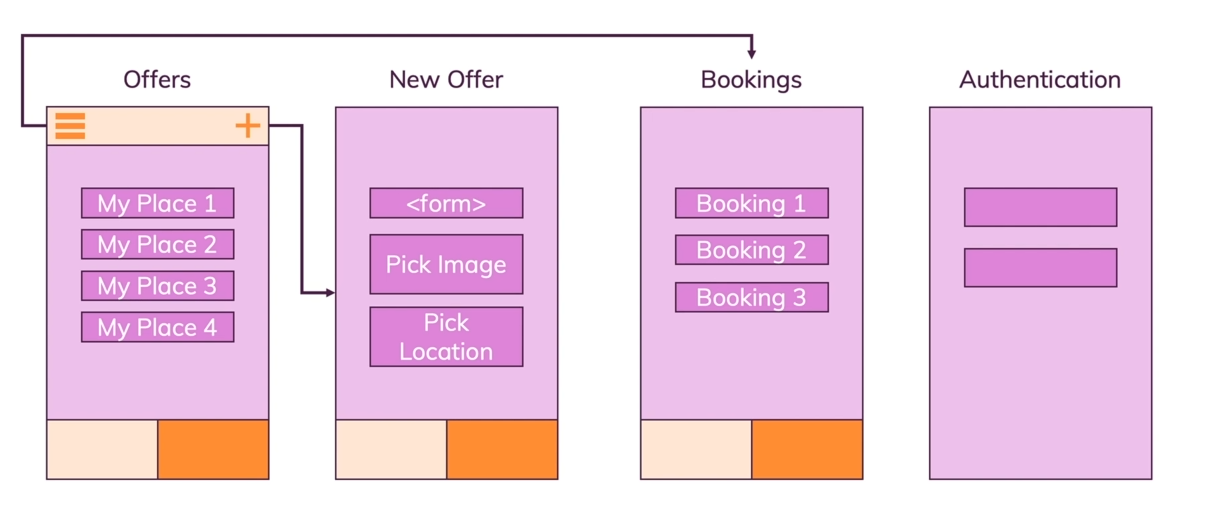 Offers
New Offer
Bookings
Authentication
My Place 1
My Place 2
My Place 3
My Place 4
<form>
Pick Image
Pick
Location
Booking 1
Booking 2
Booking 3